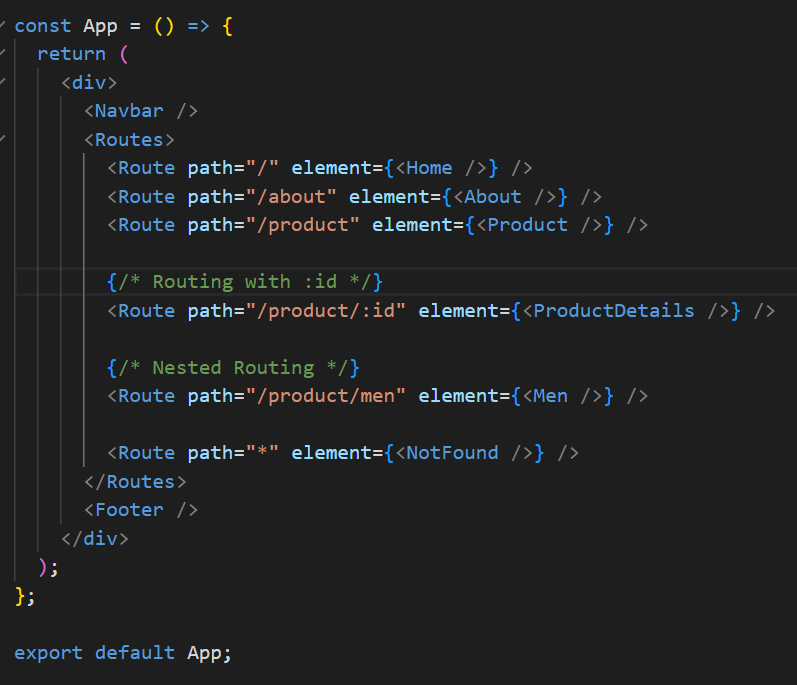 const App = () => {
  return (
    <div>
      <Navbar />
      <Routes>
        <Route path="/" element={<Home />} />
        <Route path="/about" element={<About />} />
        <Route path="/product" element={<Product />} />

        {/* Routing with :id */}
        <Route path="/product/:id" element={<ProductDetails />} />

        {/* Nested Routing */}
        <Route path="/product/men" element={<Men />} />

        <Route path="*" element={<NotFound />} />
      </Routes>
      <Footer />
    </div>
  );
};

export default App;